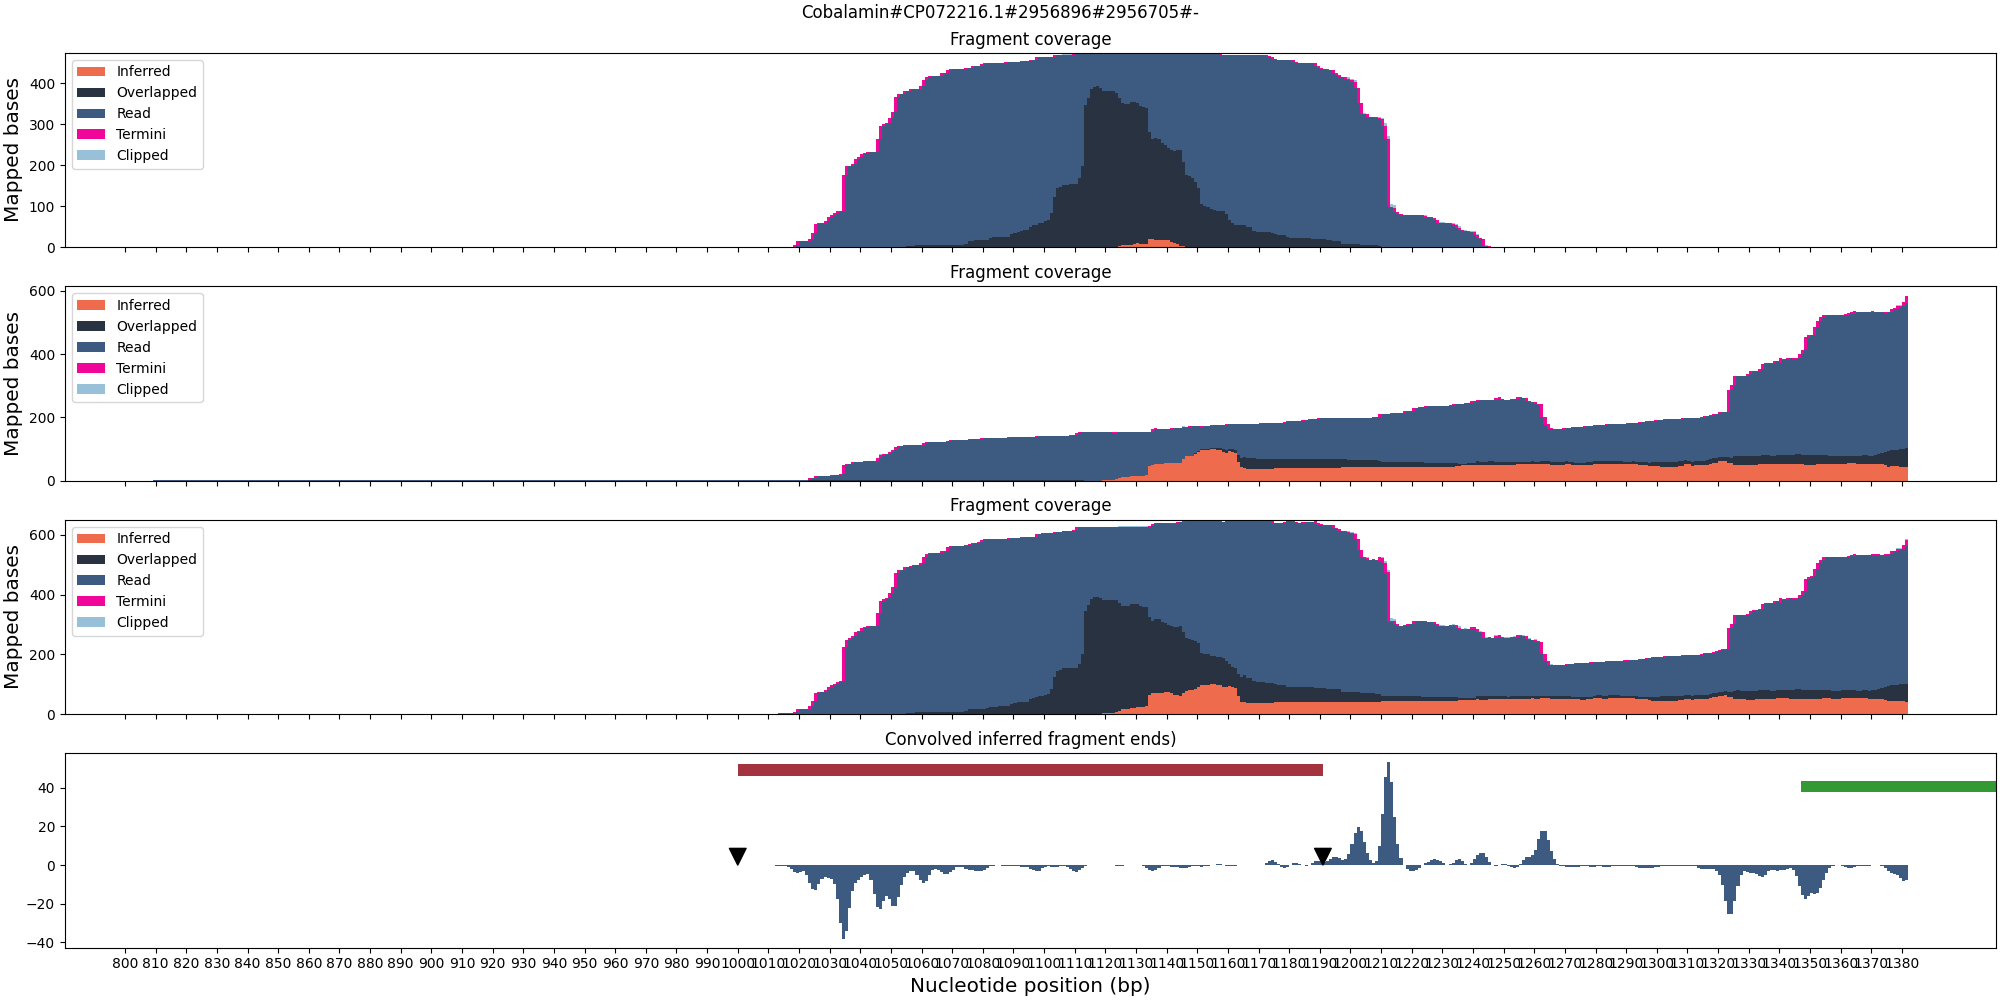 Cobalamin#CP072216.1#2956896#2956705#-
Fragment coverage
Mapped bases
400
300
200
100
0
Inferred
Overlapped
Read
Termini
Clipped
Fragment coverage
Mapped bases
600
400
200
0
Inferred
Overlapped
Read
Termini
Clipped
Fragment coverage
Mapped bases
600
400
200
0
Inferred
Overlapped
Read
Termini
Clipped
Convolved inferred fragment ends)
40
20
0
−20
−40
800 810 820 830 840 850 860 870 880 890 900 910 920 930 940 950 960 970 980 990 1000 1010 1020 1030 1040 1050 1060 1070 1080 1090 1100 1110 1120 1130 1140 1150 1160 1170 1180 1190 1200 1210 1220 1230 1240 1250 1260 1270 1280 1290 1300 1310 1320 1330 1340 1350 1360 1370 1380
Nucleotide position (bp)